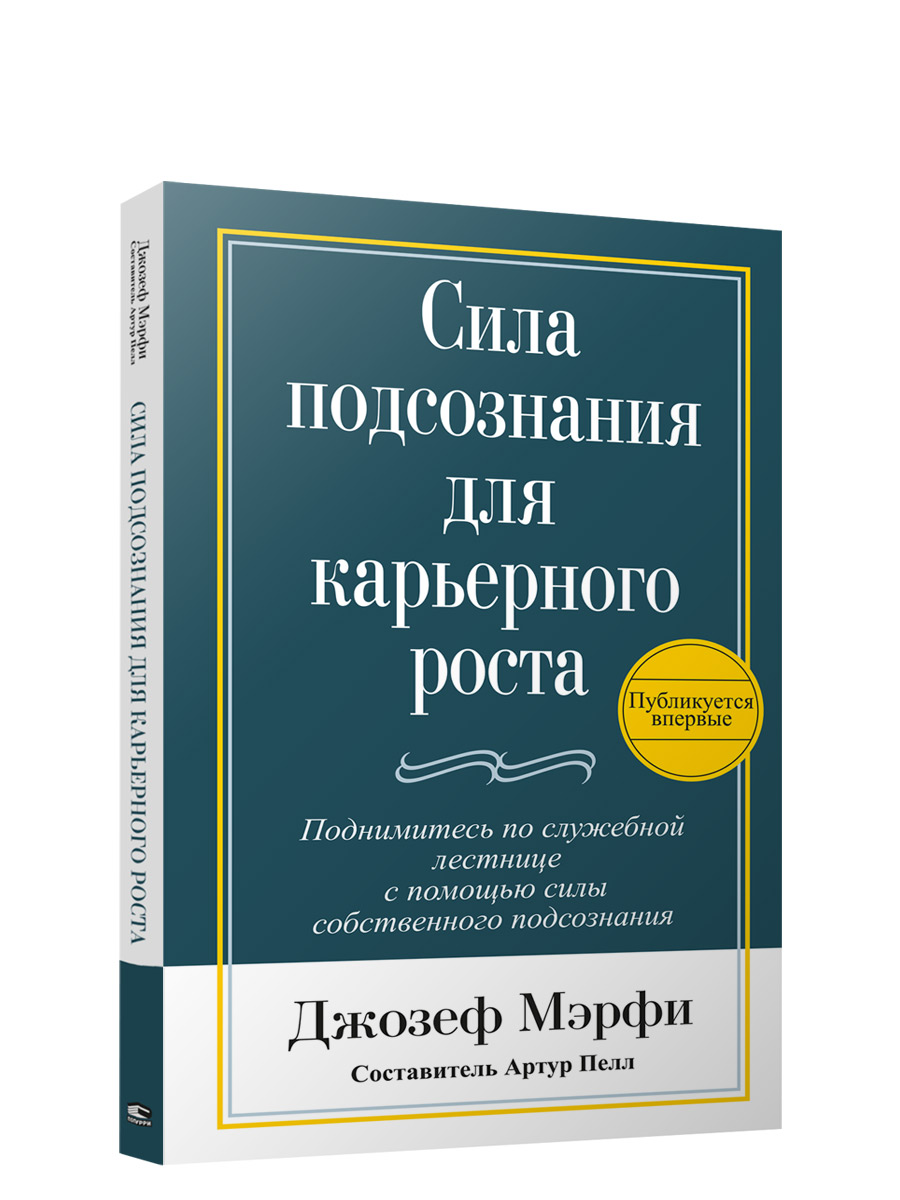 Джозеф Мэрфи
Составитель Артур Пелл
СИЛА ПОДСОЗНАНИЯ ДЛЯ КАРЬЕРНОГО РОСТА
ПОПУРРИ
Сила
подсознания
для
карьерного
роста
Публикуется
впервые
Поднимитесь по служебной
лестнице
с помощью силы
собственного подсознания
Джозеф Мэрфи
Составитель Артур Пелл